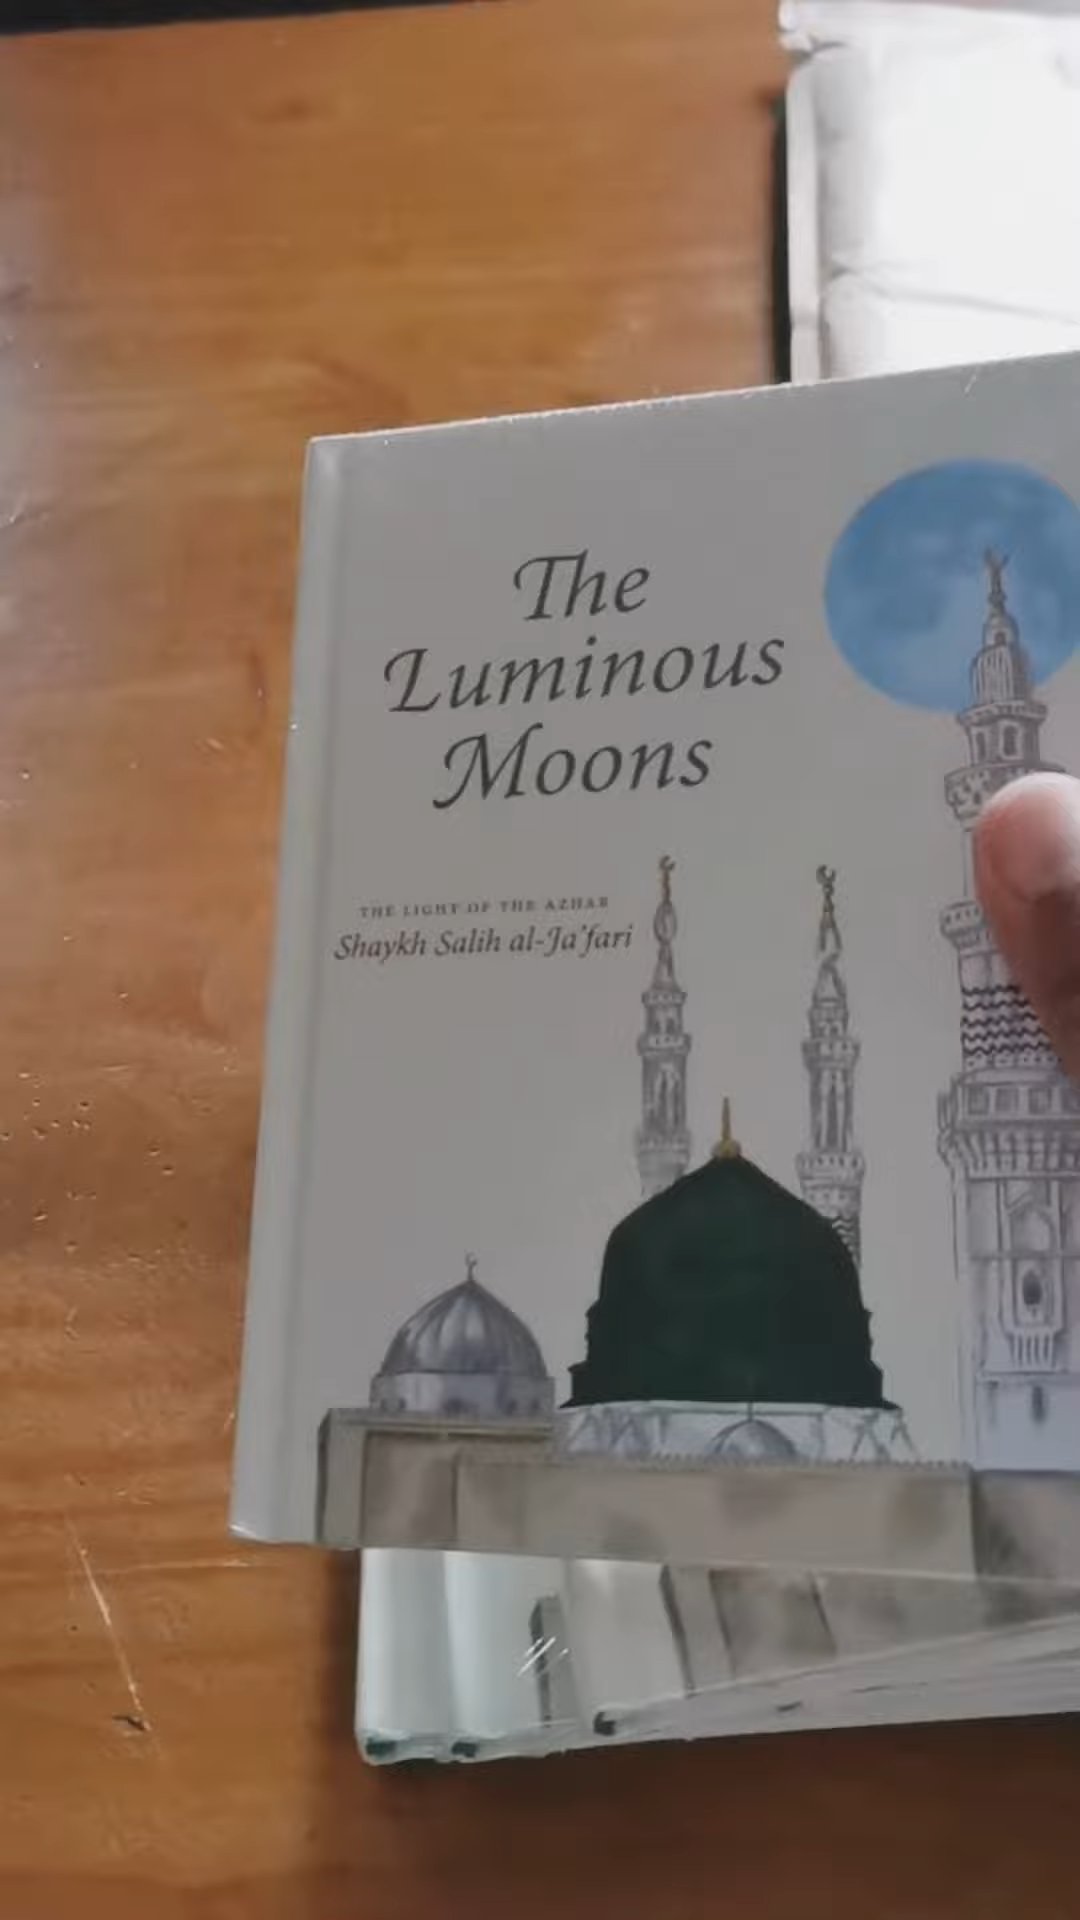 The
Luminous
Moons
THE LIGHT OF THE AZHAR
Shaykh Salih al-Ja'fari